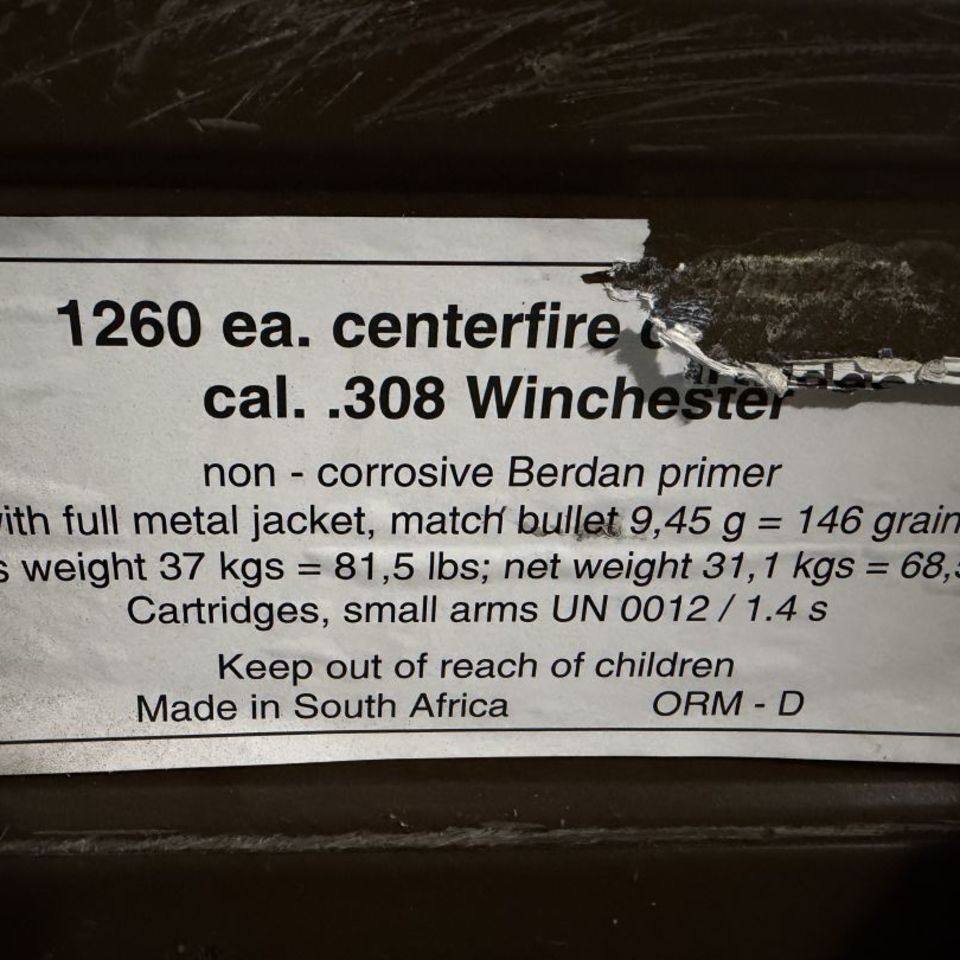 1260 ea. centerfire
cal. .308 Winchester
non - corrosive Berdan primer
with full metal jacket, match bullet 9,45 g = 146 grain
s weight 37 kgs = 81,5 lbs; net weight 31,1 kgs = 68,
Cartridges, small arms UN 0012 / 1.4 s
Keep out of reach of children
Made in South Africa ORM - D